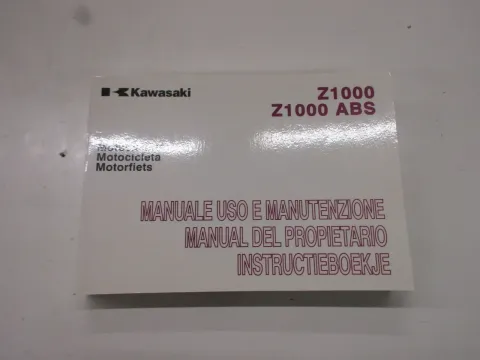 Kawasaki
Z1000
Z1000 ABS
Motocicleta
Motorfiets
MANUALE USO E MANUTENZIONE
MANUAL DEL PROPIETARIO
INSTRUCTIEBOEKJE